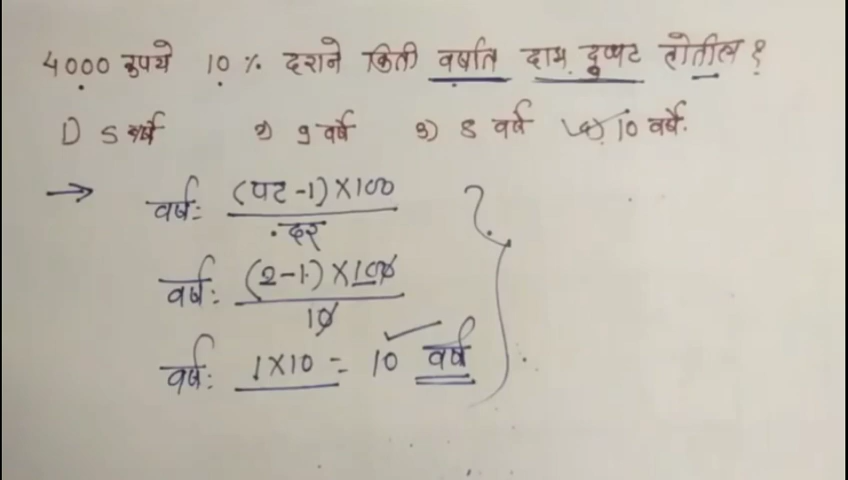 4000 रुपये 10 % दराने किती वर्षात दाम दुप्पट होतील ?
1) 5 वर्षे 2) 9 वर्षे 3) 8 वर्षे 4) 10 वर्षे.
→ वर्ष: (पट -1) × 100
दर
वर्ष: (2-1) × 100
10
वर्ष: 1 × 10 = 10 वर्ष